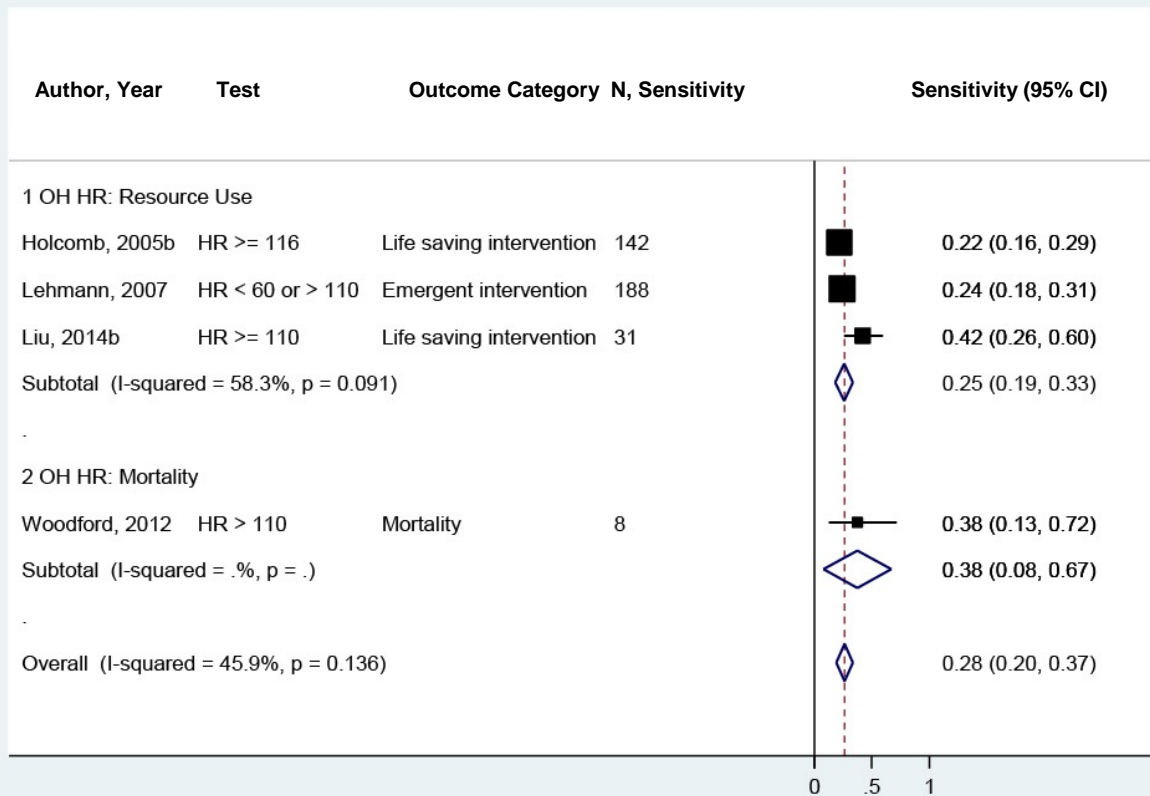 Author, Year Test Outcome Category N, Sensitivity Sensitivity (95% CI)
1 OH HR: Resource Use
Holcomb, 2005b HR >= 116 Life saving intervention 142 0.22 (0.16, 0.29)
Lehmann, 2007 HR < 60 or > 110 Emergent intervention 188 0.24 (0.18, 0.31)
Liu, 2014b HR >= 110 Life saving intervention 31 0.42 (0.26, 0.60)
Subtotal (I-squared = 58.3%, p = 0.091) 0.25 (0.19, 0.33)
.
2 OH HR: Mortality
Woodford, 2012 HR > 110 Mortality 8 0.38 (0.13, 0.72)
Subtotal (I-squared = .%, p = .) 0.38 (0.08, 0.67)
.
Overall (I-squared = 45.9%, p = 0.136) 0.28 (0.20, 0.37)
0 .5 1